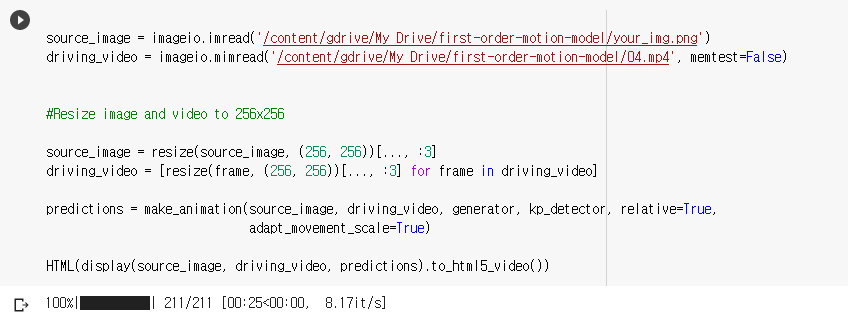 source_image = imageio.imread('/content/gdrive/My Drive/first-order-motion-model/your_img.png')
driving_video = imageio.mimread('/content/gdrive/My Drive/first-order-motion-model/04.mp4', memtest=False)
#Resize image and video to 256x256
source_image = resize(source_image, (256, 256))[..., :3]
driving_video = [resize(frame, (256, 256))[..., :3] for frame in driving_video]
predictions = make_animation(source_image, driving_video, generator, kp_detector, relative=True,
adapt_movement_scale=True)
HTML(display(source_image, driving_video, predictions).to_html5_video())
100%|██████████| 211/211 [00:25<00:00,  8.17it/s]